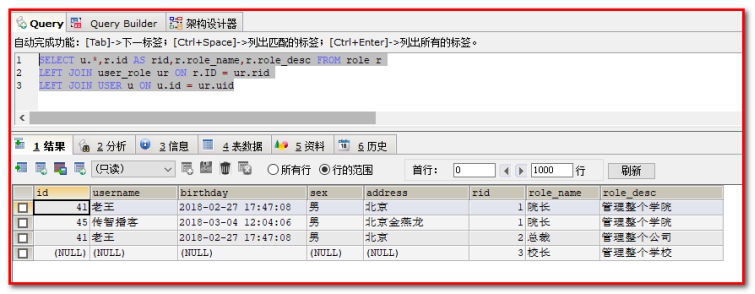 Query Query Builder 架构设计器
自动完成功能: [Tab]->下一标签; [Ctrl+Space]->列出匹配的标签; [Ctrl+Enter]->列出所有的标签。
1 SELECT u.*,r.id AS rid,r.role_name,r.role_desc FROM role r
2 LEFT JOIN user_role ur ON r.ID = ur.rid
3 LEFT JOIN USER u ON u.id = ur.uid
1 结果 2 分析 3 信息 4 表数据 5 资料 6 历史
(只读) 所有行 行的范围 首行: 0 1000 行 刷新
id username birthday sex address rid role_name role_desc
41 老王 2018-02-27 17:47:08 男 北京 1 院长 管理整个学院
45 传智播客 2018-03-04 12:04:06 男 北京金燕龙 1 院长 管理整个学院
41 老王 2018-02-27 17:47:08 男 北京 2 总裁 管理整个公司
(NULL) (NULL) (NULL) (NULL) (NULL) 3 校长 管理整个学校